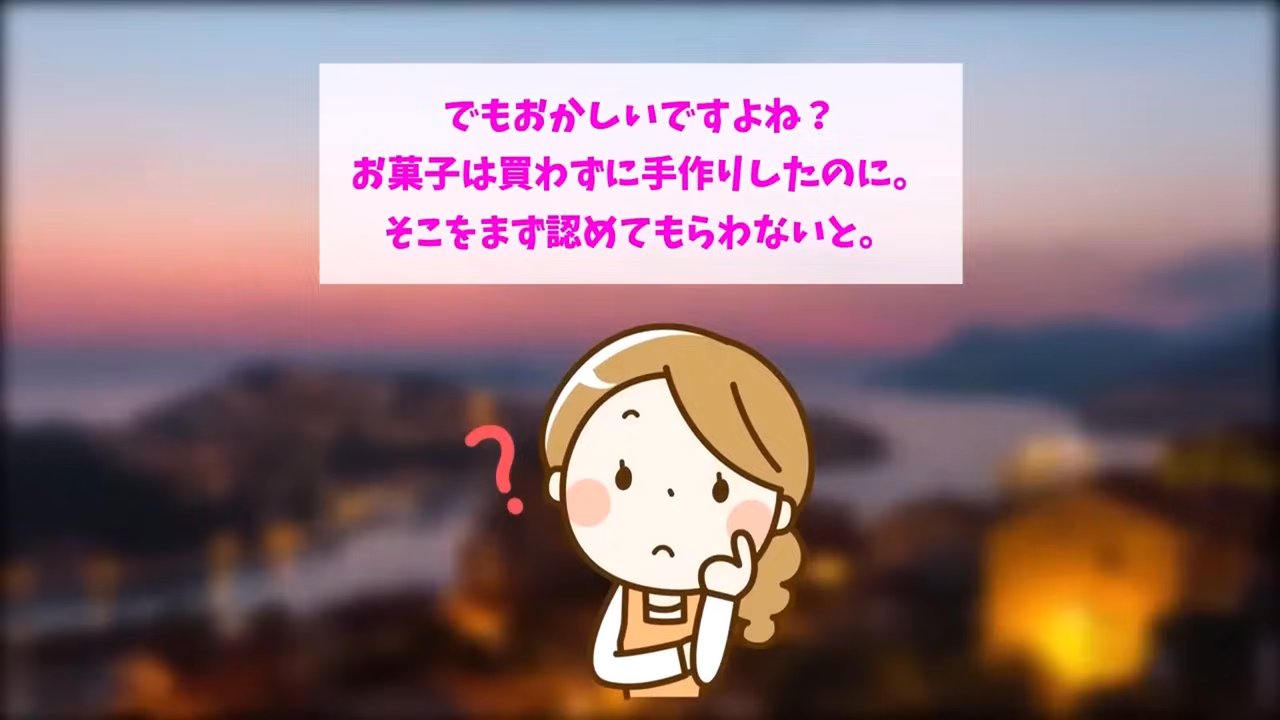 でもおかしいですよね？
お菓子は買わずに手作りしたのに。
そこをまず認めてもらわないと。
?